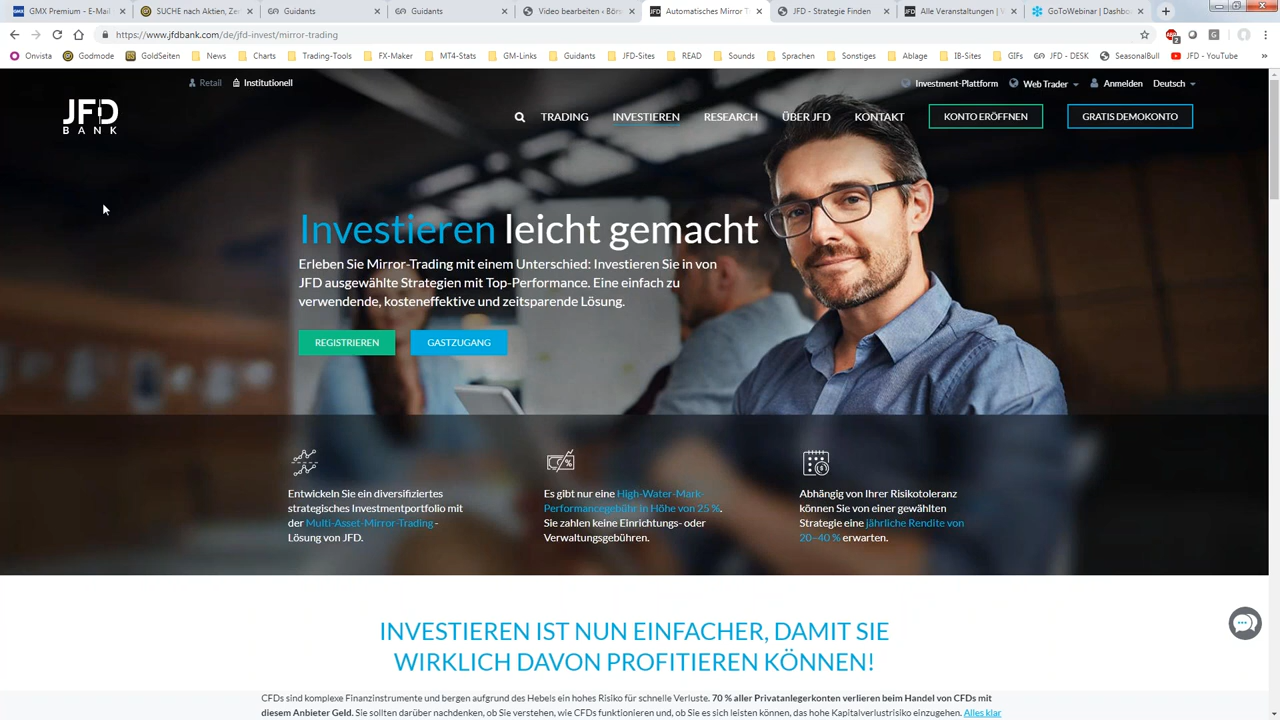 GMX Premium - E-Mail
SUCHE nach Aktien, Ze
Guidants
Guidants
Video bearbeiten ‹ Bör
Automatisches Mirror T
JFD - Strategie Finden
Alle Veranstaltungen | V
GoToWebinar | Dashbo
https://www.jfdbank.com/de/jfd-invest/mirror-trading
Onvista
Godmode
GoldSeiten
News
Charts
Trading-Tools
FX-Maker
MT4-Stats
GM-Links
Guidants
JFD-Sites
READ
Sounds
Sprachen
Sonstiges
Ablage
IB-Sites
GIFs
JFD - DESK
SeasonalBull
JFD - YouTube
Retail
Institutionell
Investment-Plattform
Web Trader
Anmelden
Deutsch
JFD
BANK
TRADING
INVESTIEREN
RESEARCH
ÜBER JFD
KONTAKT
KONTO ERÖFFNEN
GRATIS DEMOKONTO
Investieren leicht gemacht
Erleben Sie Mirror-Trading mit einem Unterschied: Investieren Sie in von
JFD ausgewählte Strategien mit Top-Performance. Eine einfach zu
verwendende, kosteneffektive und zeitsparende Lösung.
REGISTRIEREN
GASTZUGANG
Entwickeln Sie ein diversifiziertes
strategisches Investmentportfolio mit
der Multi-Asset-Mirror-Trading -
Lösung von JFD.
Es gibt nur eine High-Water-Mark-
Performancegebühr in Höhe von 25 %.
Sie zahlen keine Einrichtungs- oder
Verwaltungsgebühren.
Abhängig von Ihrer Risikotoleranz
können Sie von einer gewählten
Strategie eine jährliche Rendite von
20–40 % erwarten.
INVESTIEREN IST NUN EINFACHER, DAMIT SIE
WIRKLICH DAVON PROFITIEREN KÖNNEN!
CFDs sind komplexe Finanzinstrumente und bergen aufgrund des Hebels ein hohes Risiko für schnelle Verluste. 70 % aller Privatanlegerkonten verlieren beim Handel von CFDs mit
diesem Anbieter Geld. Sie sollten darüber nachdenken, ob Sie verstehen, wie CFDs funktionieren und, ob Sie es sich leisten können, das hohe Kapitalverlustrisiko einzugehen. Alles klar